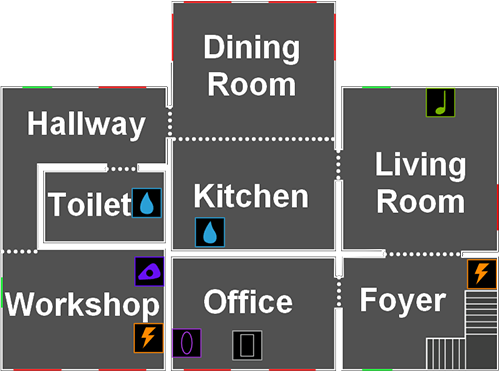 Dining
Room
Hallway
Living
Room
Toilet
Kitchen
Workshop
Office
Foyer